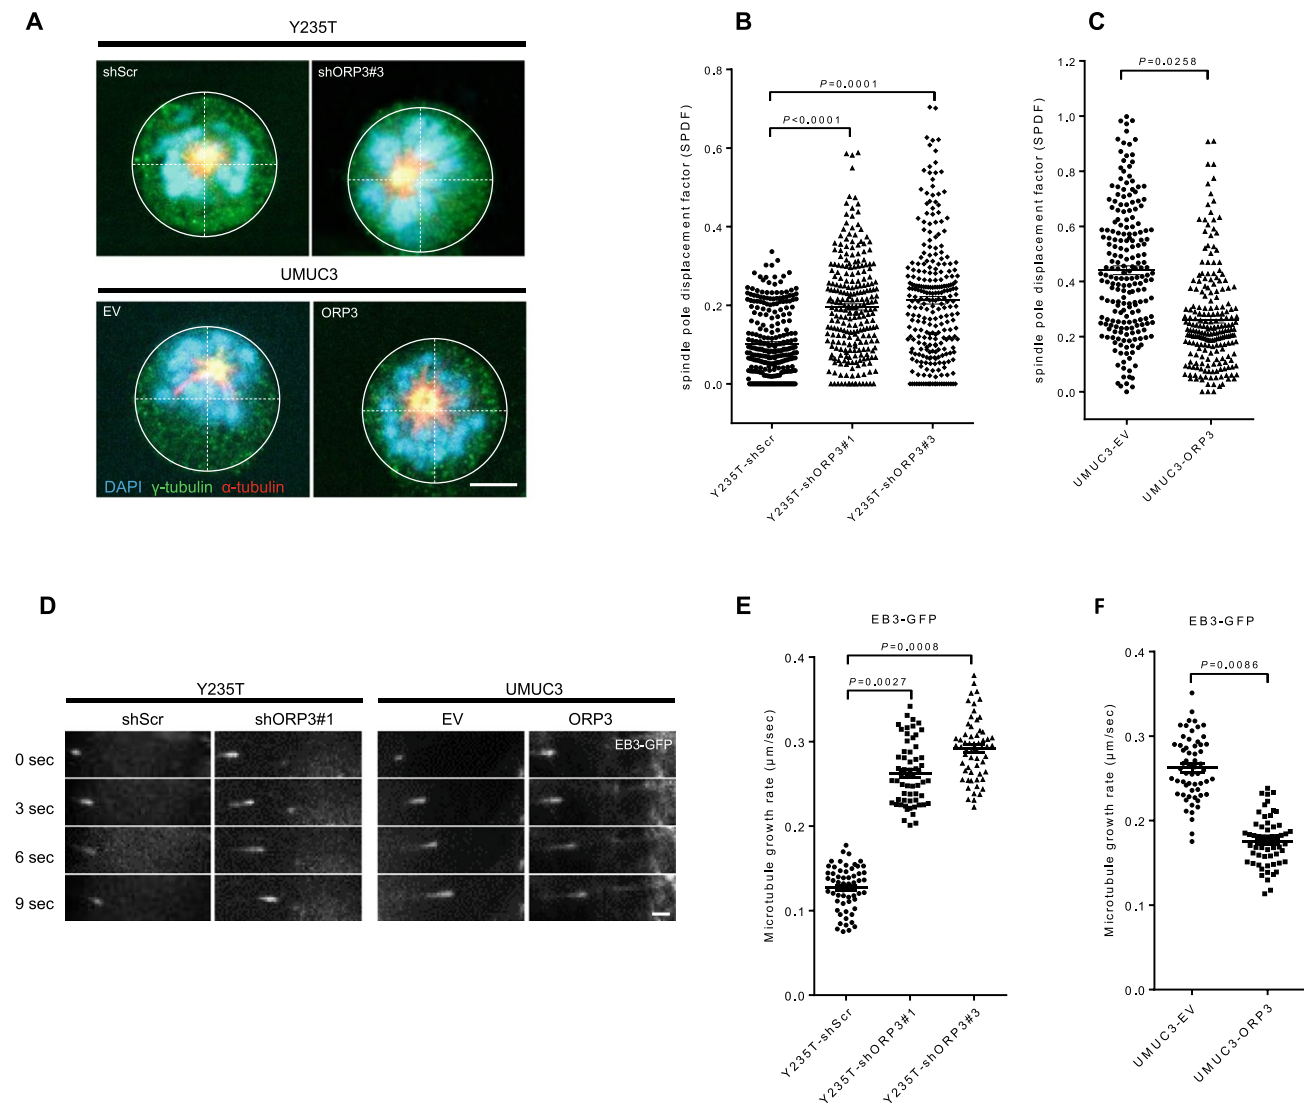 A
Y235T
shScr
shORP3#3
UMUC3
EV
ORP3
DAPI γ-tubulin α-tubulin
B
spindle pole displacement factor (SPDF)
0.8
0.6
0.4
0.2
0.0
P=0.0001
P<0.0001
Y235T-shScr
Y235T-shORP3#1
Y235T-shORP3#3
C
spindle pole displacement factor (SPDF)
1.2
1.0
0.8
0.6
0.4
0.2
0.0
P=0.0258
UMUC3-EV
UMUC3-ORP3
D
Y235T
UMUC3
shScr
shORP3#1
EV
ORP3
EB3-GFP
0 sec
3 sec
6 sec
9 sec
E
EB3-GFP
Microtubule growth rate (μm/sec)
0.4
0.3
0.2
0.1
0.0
P=0.0008
P=0.0027
Y235T-shScr
Y235T-shORP3#1
Y235T-shORP3#3
F
EB3-GFP
Microtubule growth rate (μm/sec)
0.4
0.3
0.2
0.1
0.0
P=0.0086
UMUC3-EV
UMUC3-ORP3